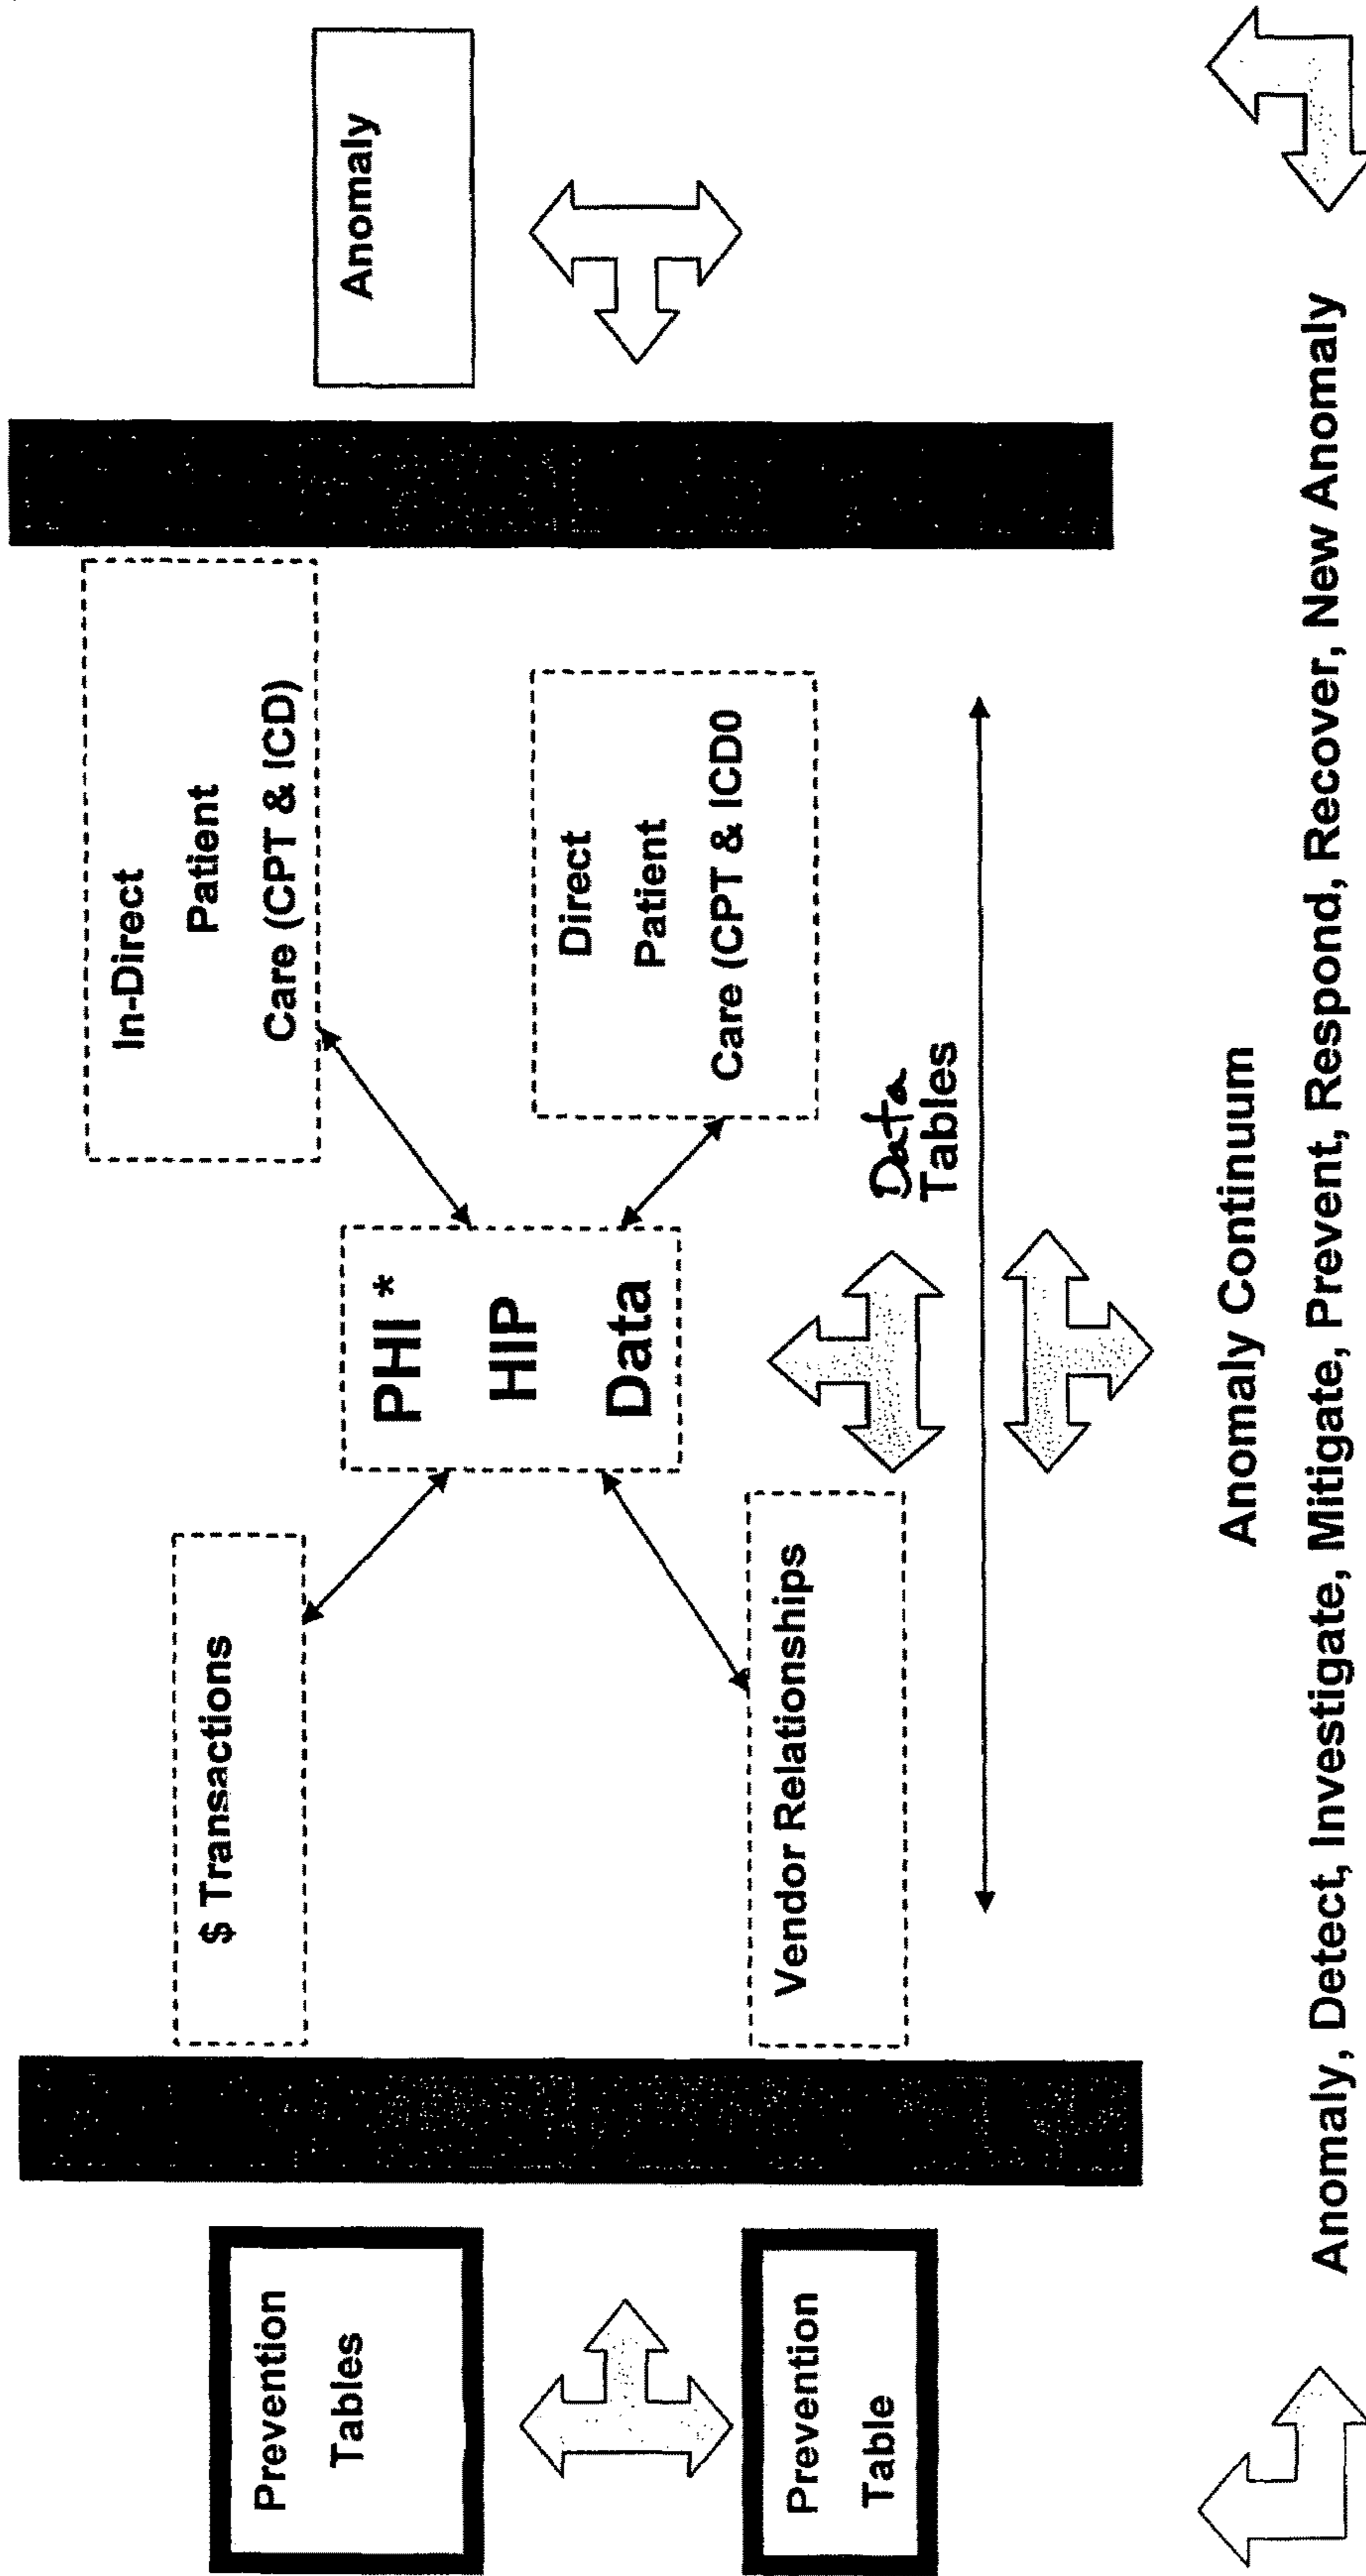 Prevention
Tables
Prevention
Table
$ Transactions
Vendor Relationships
PHI *
HIP
Data
In-Direct
Patient
Care (CPT & ICD)
Direct
Patient
Care (CPT & ICD0
Data
Tables
Anomaly
Anomaly Continuum
Anomaly, Detect, Investigate, Mitigate, Prevent, Respond, Recover, New Anomaly